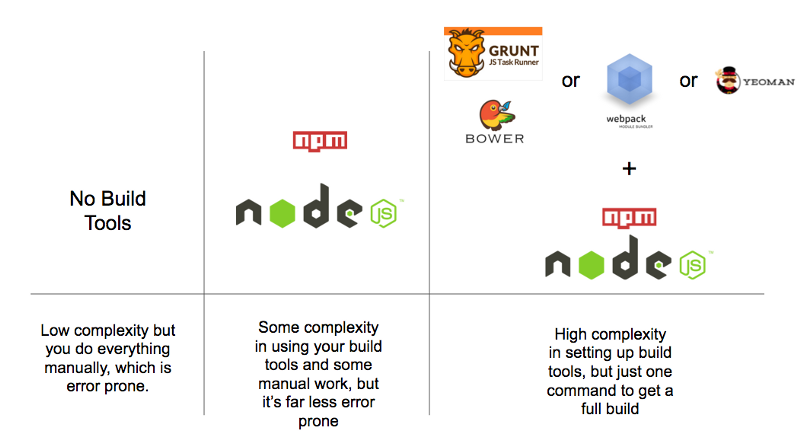 No Build
Tools
npm
node JS™
GRUNT
JS Task Runner
BOWER
or
webpack
MODULE BUNDLER
or
YEOMAN
+
npm
node JS™
Low complexity but
you do everything
manually, which is
error prone.
Some complexity
in using your build
tools and some
manual work, but
it's far less error
prone
High complexity
in setting up build
tools, but just one
command to get a
full build